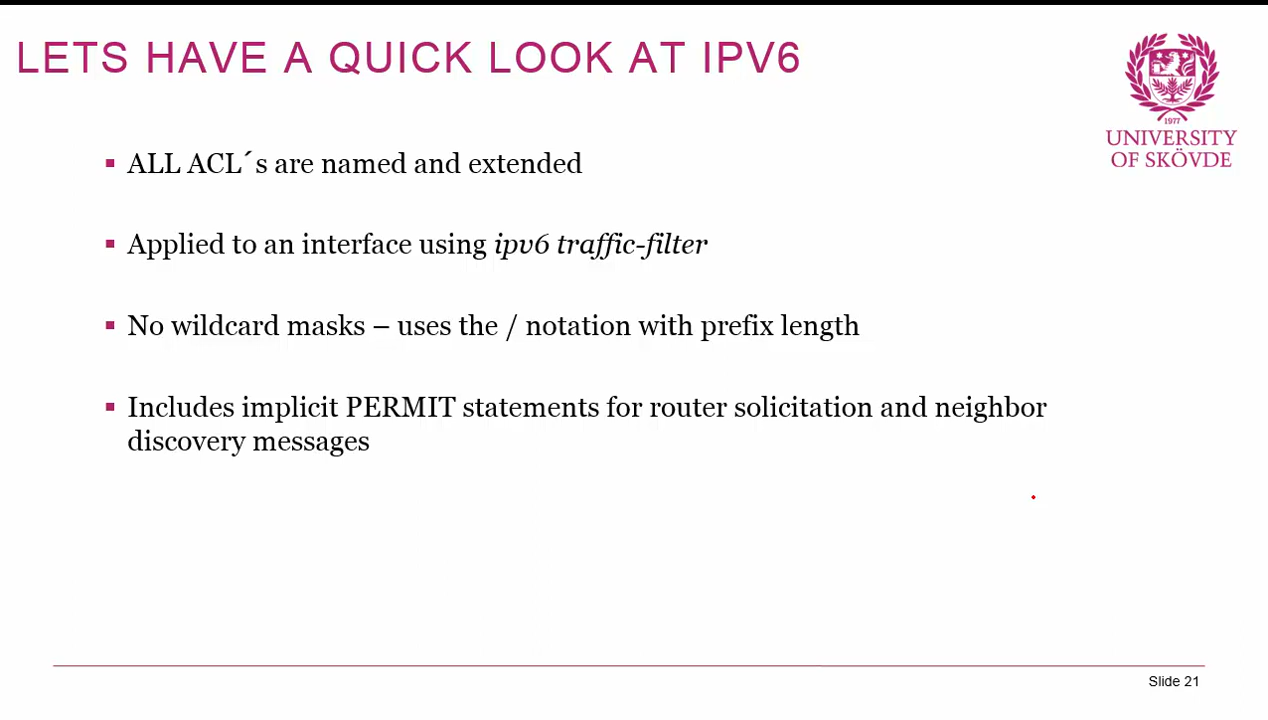 LETS HAVE A QUICK LOOK AT IPV6
1977
UNIVERSITY
OF SKÖVDE
▪ ALL ACL´s are named and extended
▪ Applied to an interface using ipv6 traffic-filter
▪ No wildcard masks – uses the / notation with prefix length
▪ Includes implicit PERMIT statements for router solicitation and neighbor
discovery messages
Slide 21